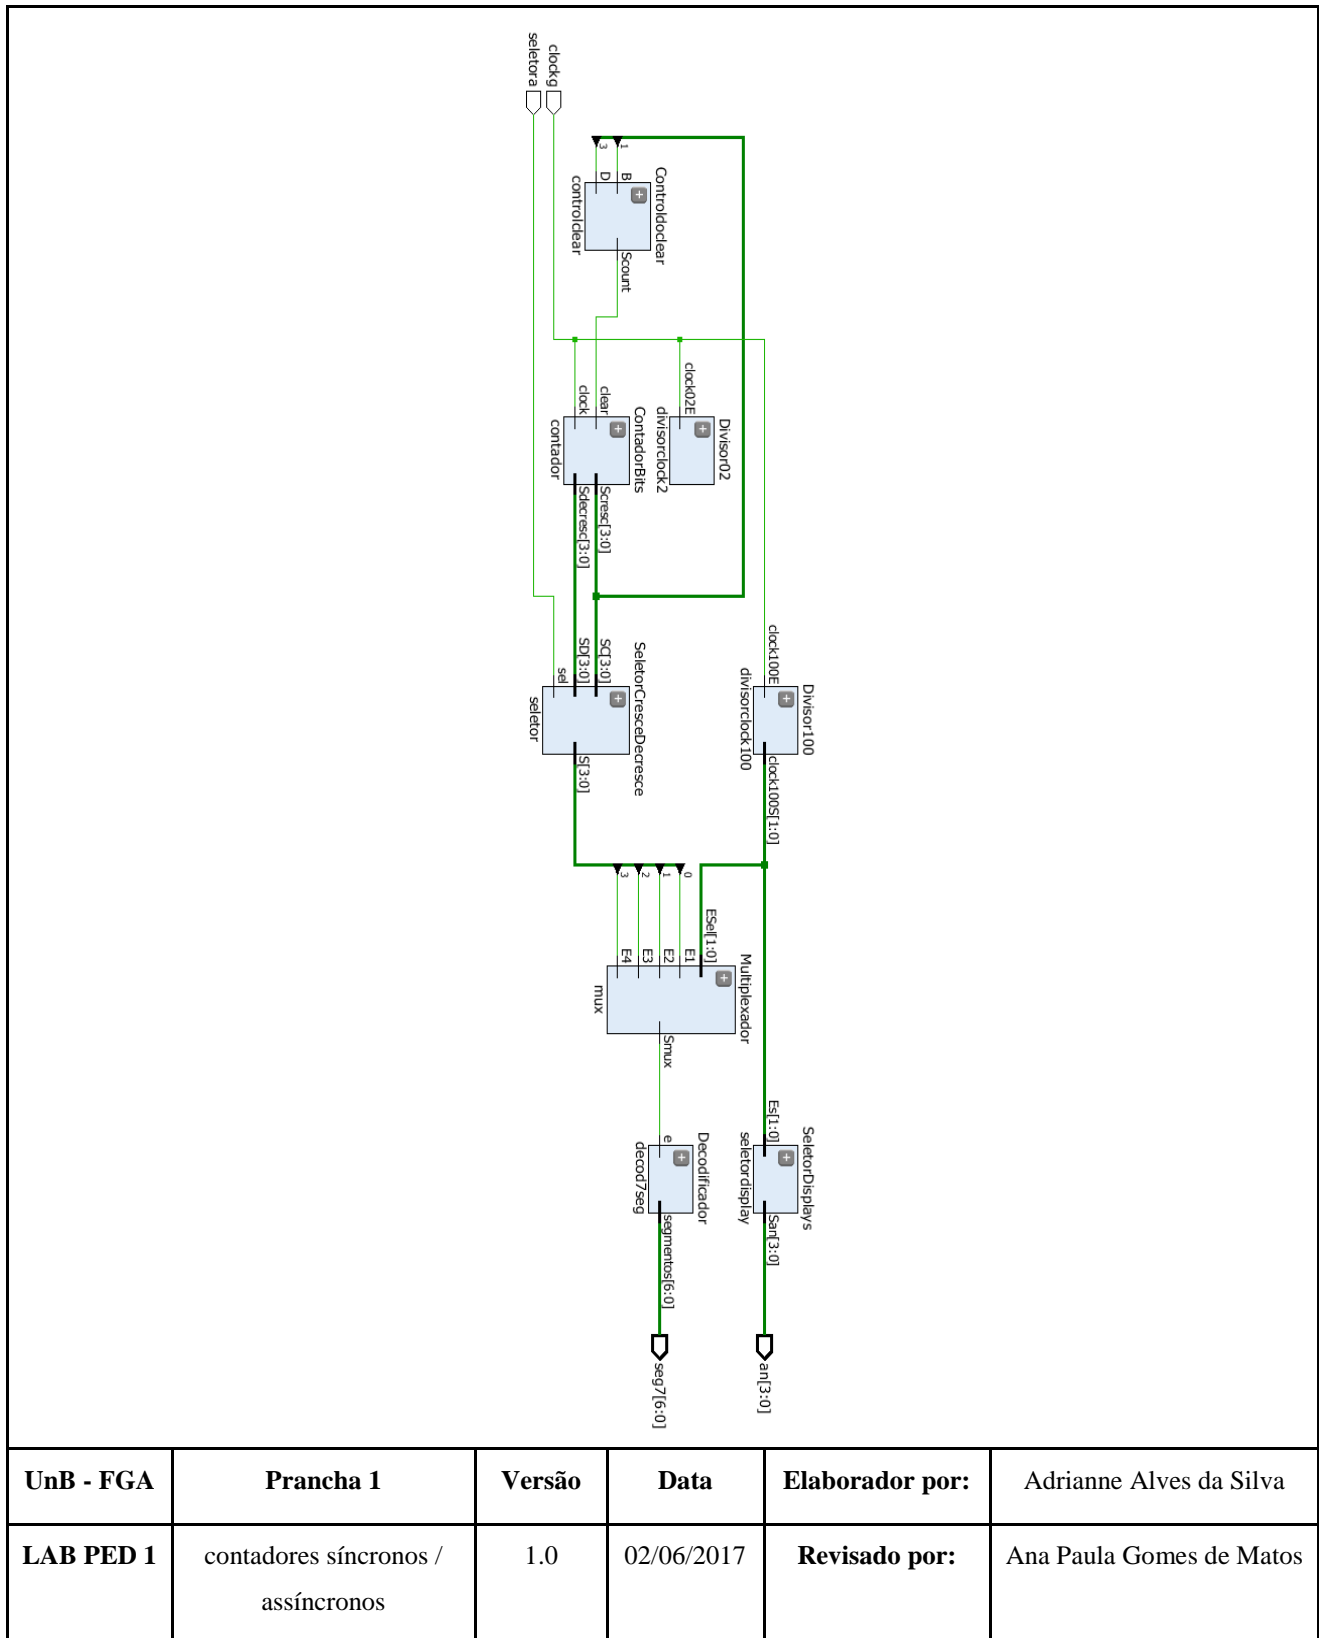 seletora
clockg
3
1
D
B
controlclear
Controldoclear
Scount
clock
clear
contador
ContadorBits
Sdecresc[3:0]
Scresc[3:0]
clock02E
divisorclock2
Divisor02
sel
SD[3:0]
SC[3:0]
seletor
SeletorCresceDecresce
S[3:0]
clock100E
divisorclock100
Divisor100
clock100S[1:0]
3
2
1
0
E4
E3
E2
E1
ESel[1:0]
mux
Multiplexador
Smux
e
decod7seg
Decodificador
segmentos[6:0]
seg7[6:0]
Es[1:0]
seletordisplay
SeletorDisplays
San[3:0]
an[3:0]
UnB - FGA
Prancha 1
Versão
Data
Elaborador por:
Adrianne Alves da Silva
LAB PED 1
contadores síncronos /
assíncronos
1.0
02/06/2017
Revisado por:
Ana Paula Gomes de Matos